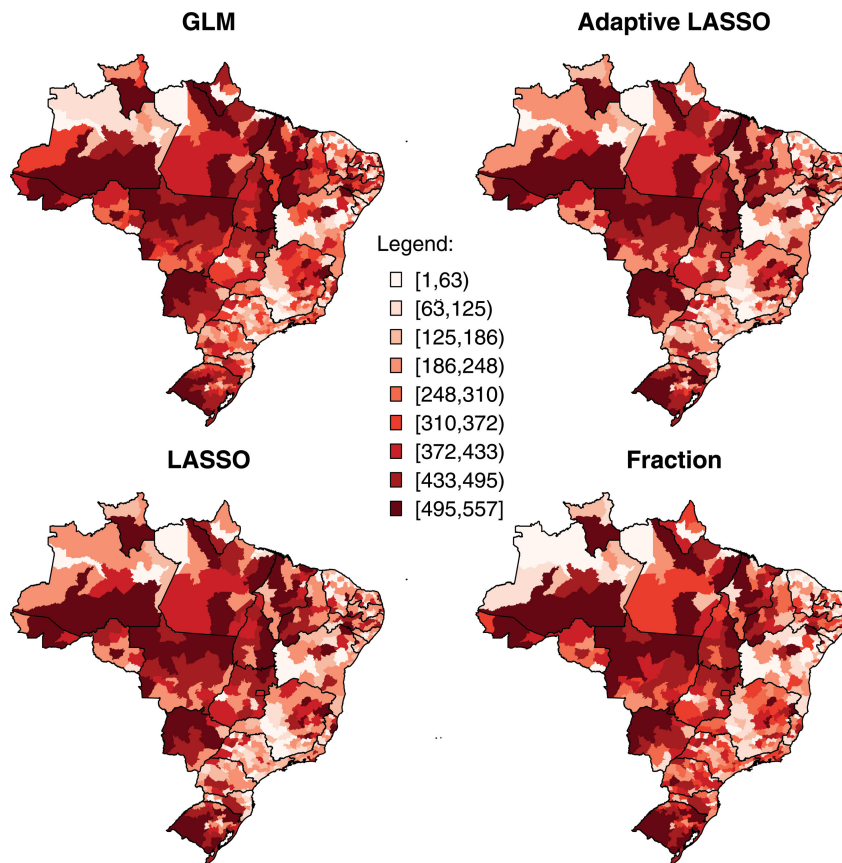 GLM
Adaptive LASSO
Legend:
[1,63)
[63,125)
[125,186)
[186,248)
[248,310)
[310,372)
[372,433)
[433,495)
[495,557]
LASSO
Fraction